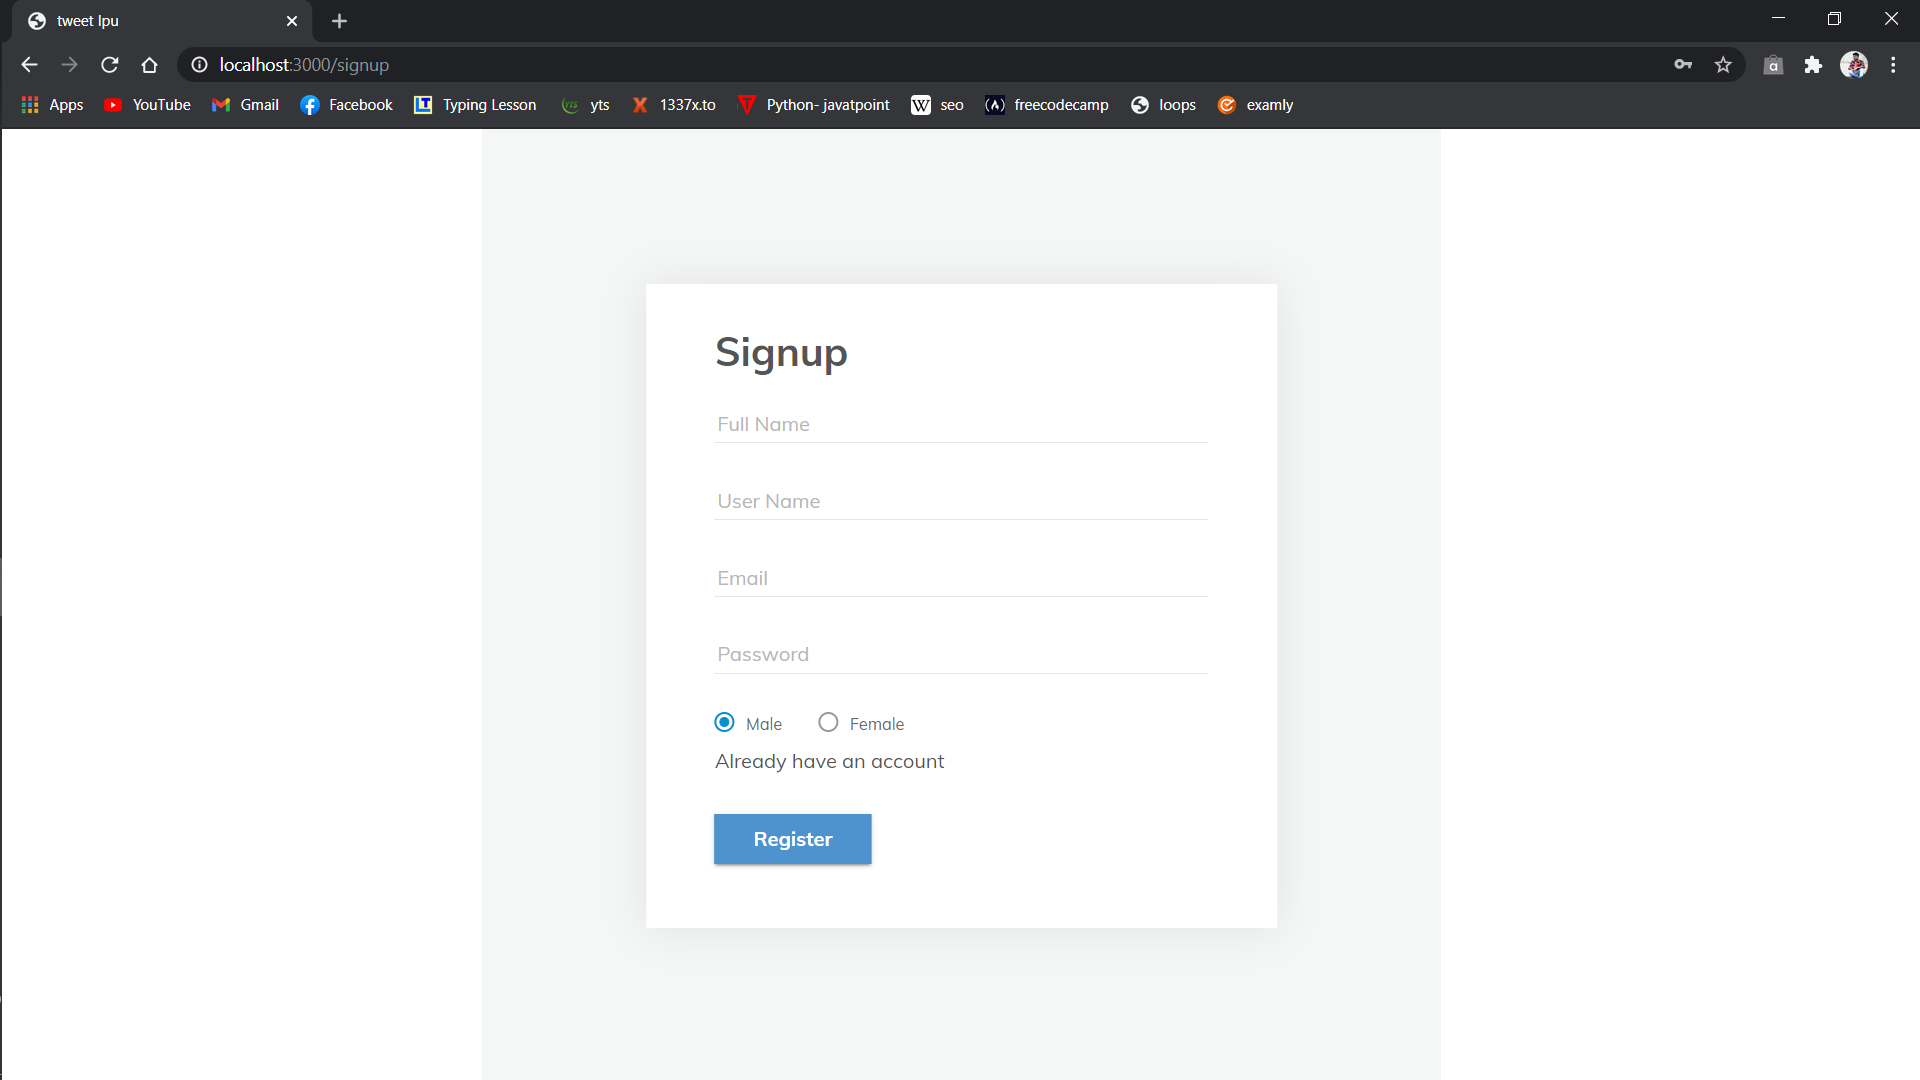 tweet lpu
localhost:3000/signup
Apps YouTube Gmail Facebook Typing Lesson yts 1337x.to Python- javatpoint seo freecodecamp loops examly
Signup
Full Name
User Name
Email
Password
Male Female
Already have an account
Register